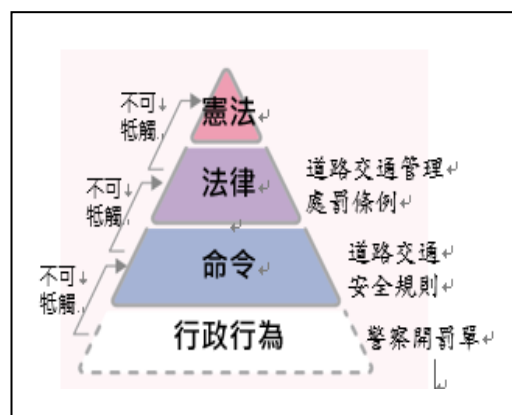 不可
牴觸
憲法
不可
牴觸
法律
道路交通管理
處罰條例
不可
牴觸
命令
道路交通
安全規則
行政行為
警察開罰單